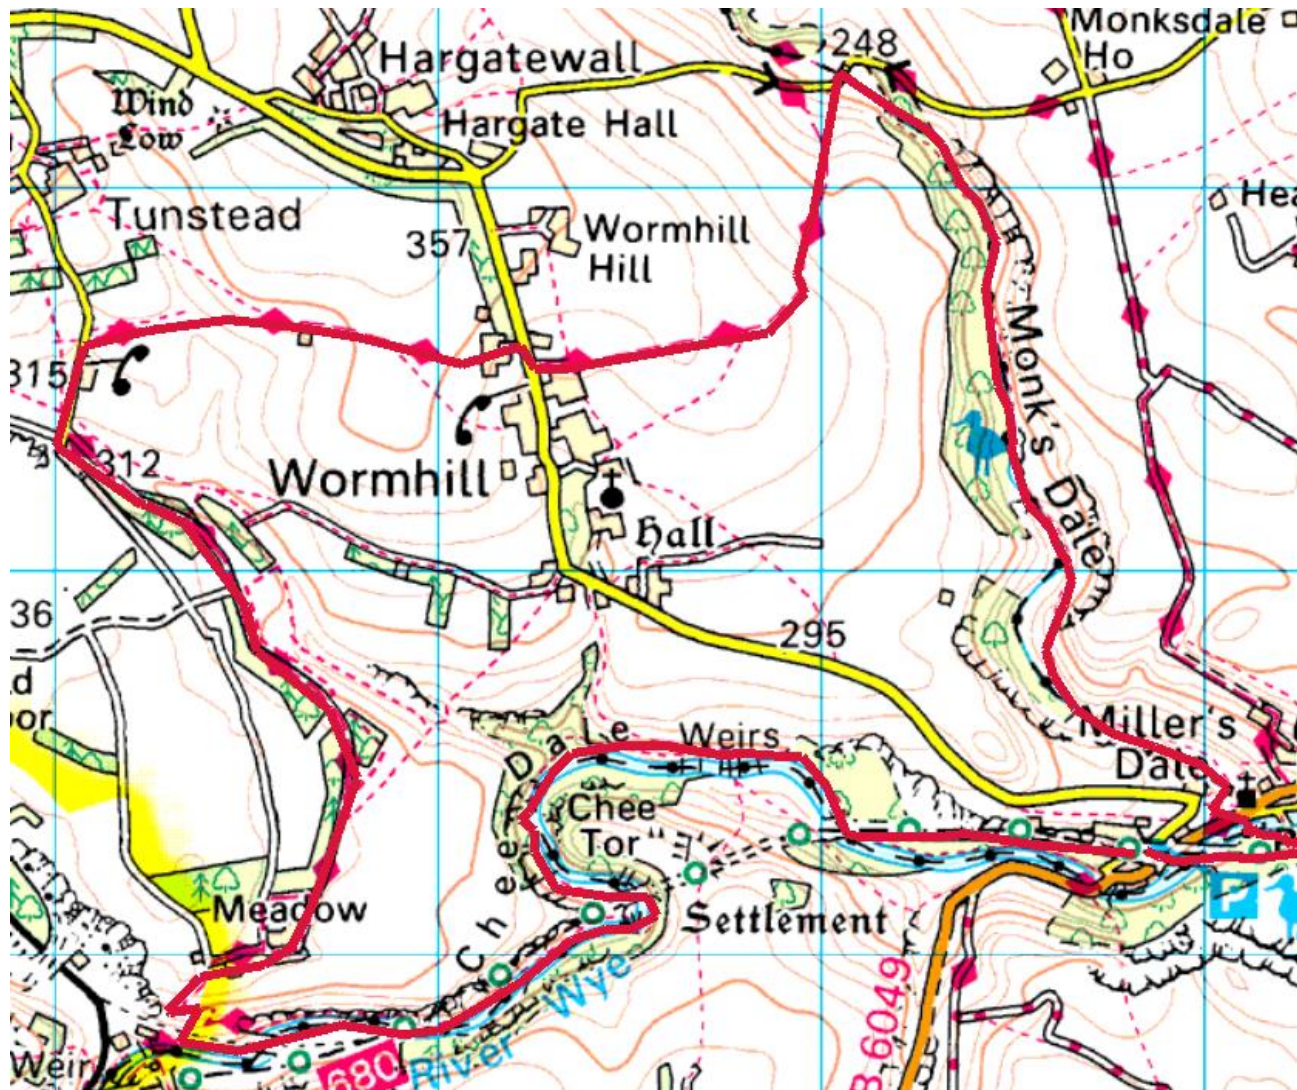 Monksdale
Ho
248
Hargatewall
Wind
Low
Hargate Hall
Hea
Tunstead
357
Wormhill
Hill
315
Monk's Dale
312
Wormhill
Hall
36
295
d
or
Miller's
Dale
Weirs
Chee Dale
Chee
Tor
Meadow
Settlement
P
River Wye
B 6049
Weir
680